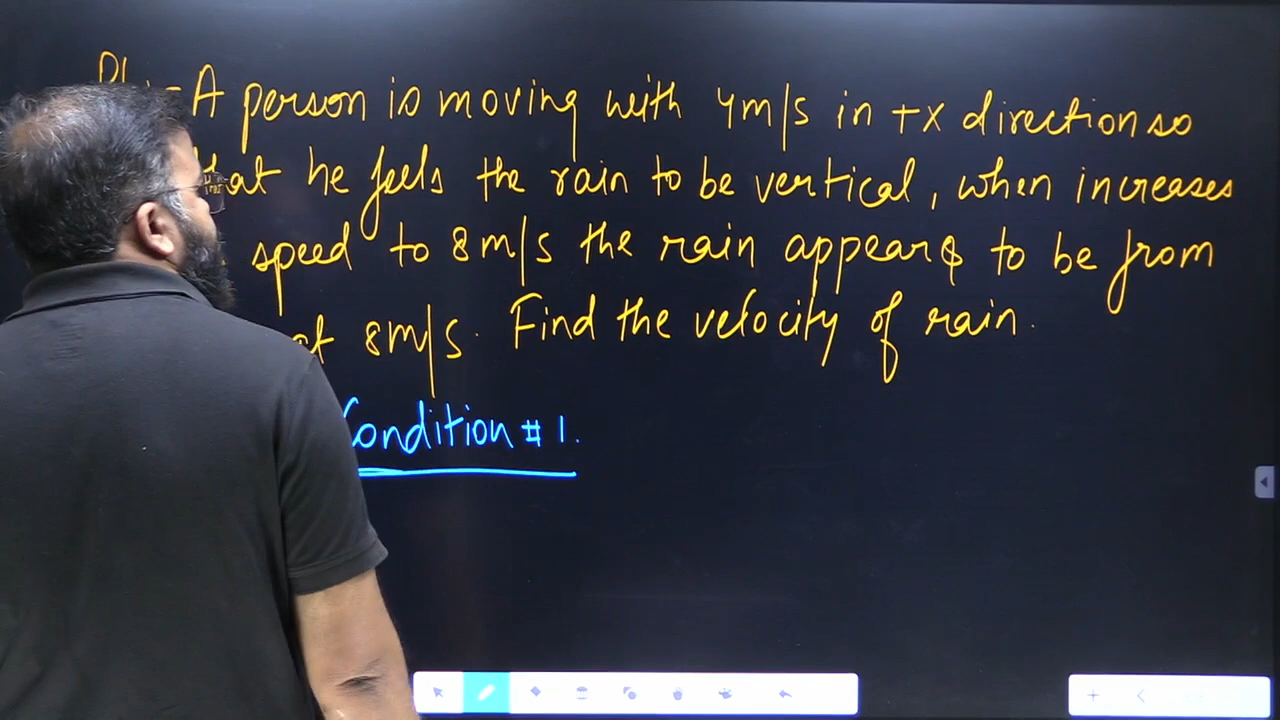 A person is moving with 4m/s in +x direction so
he feels the rain to be vertical, when increases
speed to 8m/s the rain appears to be from
at 8m/s. Find the velocity of rain.
Condition # 1.